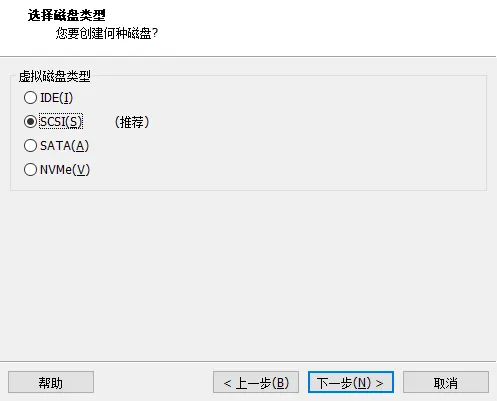 选择磁盘类型
您要创建何种磁盘?
虚拟磁盘类型
IDE(I)
SCSI(S) (推荐)
SATA(A)
NVMe(V)
帮助 < 上一步(B) 下一步(N) > 取消